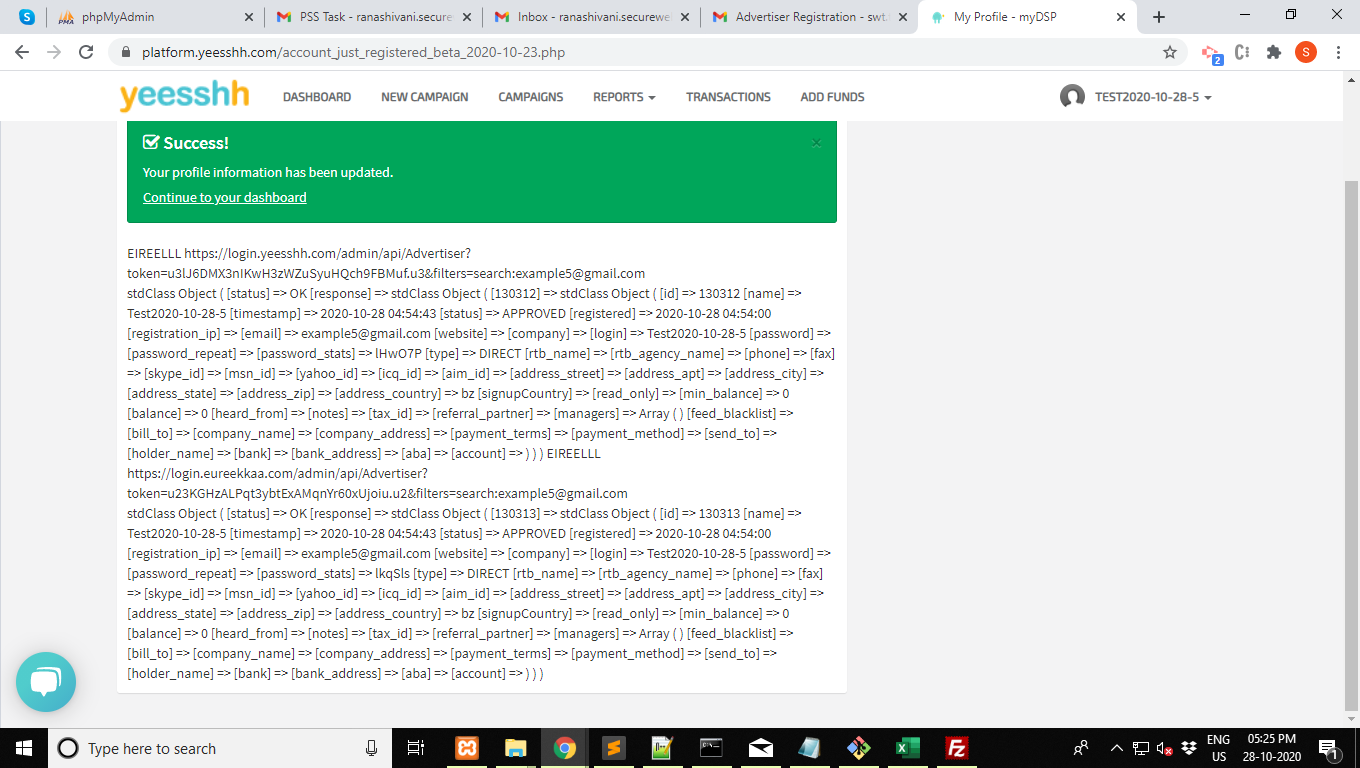 phpMyAdmin
PSS Task - ranashivani.secure
Inbox - ranashivani.securewe
Advertiser Registration - swt.
My Profile - myDSP
platform.yeesshh.com/account_just_registered_beta_2020-10-23.php
S
2
yeesshh
DASHBOARD
NEW CAMPAIGN
CAMPAIGNS
REPORTS
TRANSACTIONS
ADD FUNDS
TEST2020-10-28-5
Success!
Your profile information has been updated.
Continue to your dashboard
EIREELLL https://login.yeesshh.com/admin/api/Advertiser?
token=u3lJ6DMX3nIKwH3zWZuSyuHQch9FBMuf.u3&filters=search:example5@gmail.com
stdClass Object ( [status] => OK [response] => stdClass Object ( [130312] => stdClass Object ( [id] => 130312 [name] =>
Test2020-10-28-5 [timestamp] => 2020-10-28 04:54:43 [status] => APPROVED [registered] => 2020-10-28 04:54:00
[registration_ip] => [email] => example5@gmail.com [website] => [company] => [login] => Test2020-10-28-5 [password] =>
[password_repeat] => [password_stats] => lHwO7P [type] => DIRECT [rtb_name] => [rtb_agency_name] => [phone] => [fax]
=> [skype_id] => [msn_id] => [yahoo_id] => [icq_id] => [aim_id] => [address_street] => [address_apt] => [address_city] =>
[address_state] => [address_zip] => [address_country] => bz [signupCountry] => [read_only] => [min_balance] => 0
[balance] => 0 [heard_from] => [notes] => [tax_id] => [referral_partner] => [managers] => Array ( ) [feed_blacklist] =>
[bill_to] => [company_name] => [company_address] => [payment_terms] => [payment_method] => [send_to] =>
[holder_name] => [bank] => [bank_address] => [aba] => [account] => ) ) ) EIREELLL
https://login.eureekkaa.com/admin/api/Advertiser?
token=u23KGHzALPqt3ybtExAMqnYr60xUjoiu.u2&filters=search:example5@gmail.com
stdClass Object ( [status] => OK [response] => stdClass Object ( [130313] => stdClass Object ( [id] => 130313 [name] =>
Test2020-10-28-5 [timestamp] => 2020-10-28 04:54:43 [status] => APPROVED [registered] => 2020-10-28 04:54:00
[registration_ip] => [email] => example5@gmail.com [website] => [company] => [login] => Test2020-10-28-5 [password] =>
[password_repeat] => [password_stats] => lkqSls [type] => DIRECT [rtb_name] => [rtb_agency_name] => [phone] => [fax]
=> [skype_id] => [msn_id] => [yahoo_id] => [icq_id] => [aim_id] => [address_street] => [address_apt] => [address_city] =>
[address_state] => [address_zip] => [address_country] => bz [signupCountry] => [read_only] => [min_balance] => 0
[balance] => 0 [heard_from] => [notes] => [tax_id] => [referral_partner] => [managers] => Array ( ) [feed_blacklist] =>
[bill_to] => [company_name] => [company_address] => [payment_terms] => [payment_method] => [send_to] =>
[holder_name] => [bank] => [bank_address] => [aba] => [account] => ) ) )
Type here to search
ENG
US
05:25 PM
28-10-2020
1